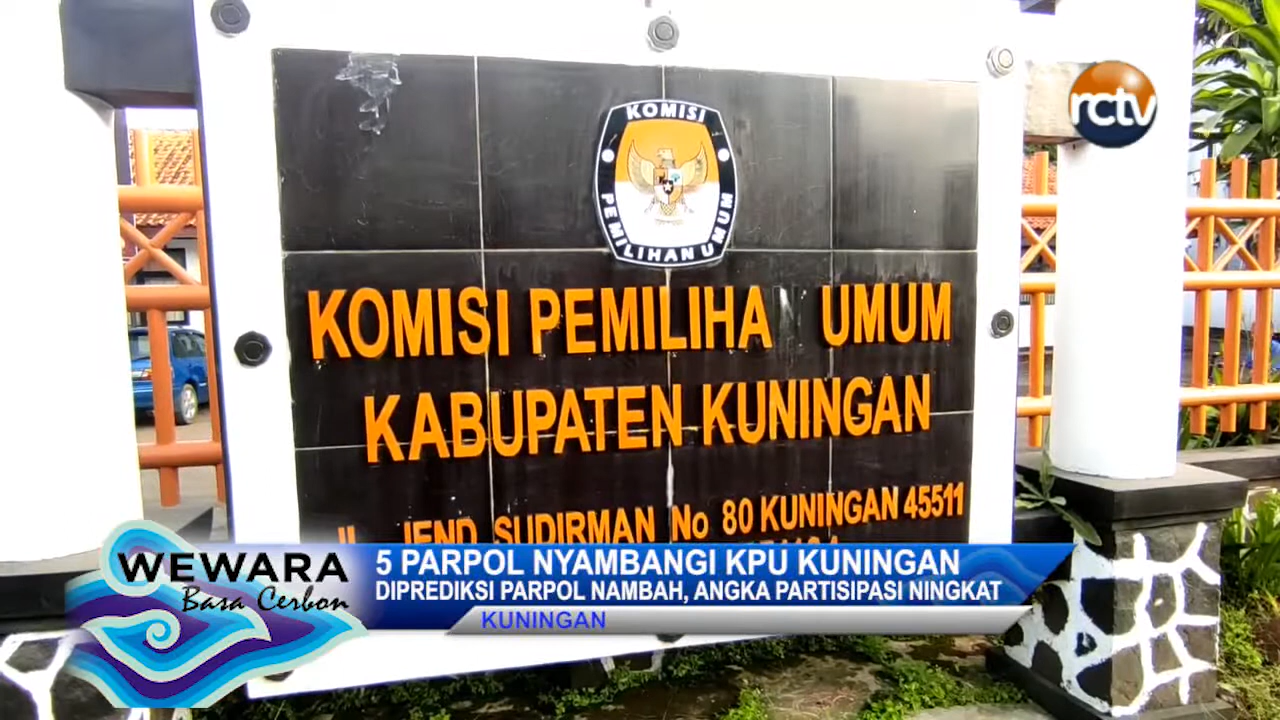 rctv
KOMISI
PEMILIHAN UMUM
KOMISI PEMILIHA UMUM
KABUPATEN KUNINGAN
JEND SUDIRMAN No 80 KUNINGAN 45511
WEWARA
Basa Cerbon
5 PARPOL NYAMBANGI KPU KUNINGAN
DIPREDIKSI PARPOL NAMBAH, ANGKA PARTISIPASI NINGKAT
KUNINGAN